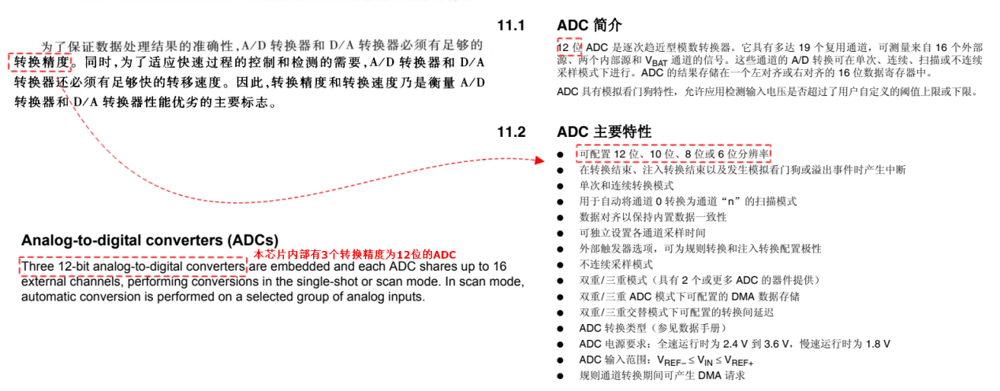 为了保证数据处理结果的准确性,A/D 转换器和 D/A 转换器必须有足够的
转换精度。同时,为了适应快速过程的控制和检测的需要,A/D 转换器和 D/A
转换器还必须有足够快的转移速度。因此,转换精度和转换速度乃是衡量 A/D
转换器和 D/A 转换器性能优劣的主要标志。
Analog-to-digital converters (ADCs)
本芯片内部有3个转换精度为12位的ADC
Three 12-bit analog-to-digital converters are embedded and each ADC shares up to 16
external channels, performing conversions in the single-shot or scan mode. In scan mode,
automatic conversion is performed on a selected group of analog inputs.
11.1 ADC 简介
12 位 ADC 是逐次趋近型模数转换器。它具有多达 19 个复用通道，可测量来自 16 个外部
源、两个内部源和 VBAT 通道的信号。这些通道的 A/D 转换可在单次、连续、扫描或不连续
采样模式下进行。ADC 的结果存储在一个左对齐或右对齐的 16 位数据寄存器中。
ADC 具有模拟看门狗特性，允许应用检测输入电压是否超过了用户自定义的阈值上限或下限。
11.2 ADC 主要特性
● 可配置 12 位、10 位、8 位或 6 位分辨率
● 在转换结束、注入转换结束以及发生模拟看门狗或溢出事件时产生中断
● 单次和连续转换模式
● 用于自动将通道 0 转换为通道“n”的扫描模式
● 数据对齐以保持内置数据一致性
● 可独立设置各通道采样时间
● 外部触发器选项，可为规则转换和注入转换配置极性
● 不连续采样模式
● 双重/三重模式（具有 2 个或更多 ADC 的器件提供）
● 双重/三重 ADC 模式下可配置的 DMA 数据存储
● 双重/三重交替模式下可配置的转换间延迟
● ADC 转换类型（参见数据手册）
● ADC 电源要求：全速运行时为 2.4 V 到 3.6 V，慢速运行时为 1.8 V
● ADC 输入范围：VREF– ≤ VIN ≤ VREF+
● 规则通道转换期间可产生 DMA 请求